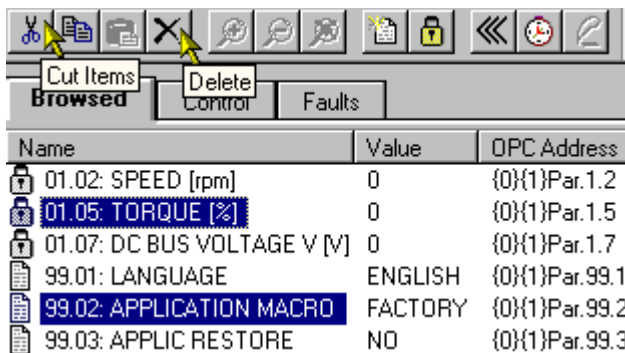 Cut Items
Delete
Browsed Control Faults
Name Value OPC Address
01.02: SPEED [rpm] 0 {0}{1}Par.1.2
01.05: TORQUE [%] 0 {0}{1}Par.1.5
01.07: DC BUS VOLTAGE V [V] 0 {0}{1}Par.1.7
99.01: LANGUAGE ENGLISH {0}{1}Par.99.1
99.02: APPLICATION MACRO FACTORY {0}{1}Par.99.2
99.03: APPLIC RESTORE NO {0}{1}Par.99.3